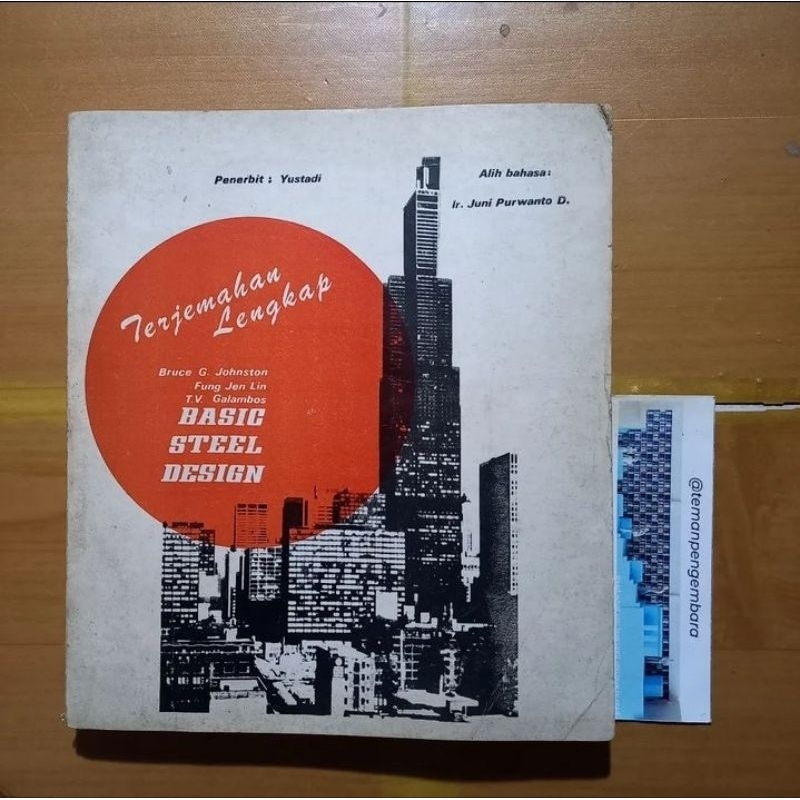 Penerbit : Yustadi
Alih bahasa:
Ir. Juni Purwanto D.
Terjemahan
Lengkap
Bruce G. Johnston
Fung Jen Lin
T.V. Galambos
BASIC
STEEL
DESIGN
@temanpengembara